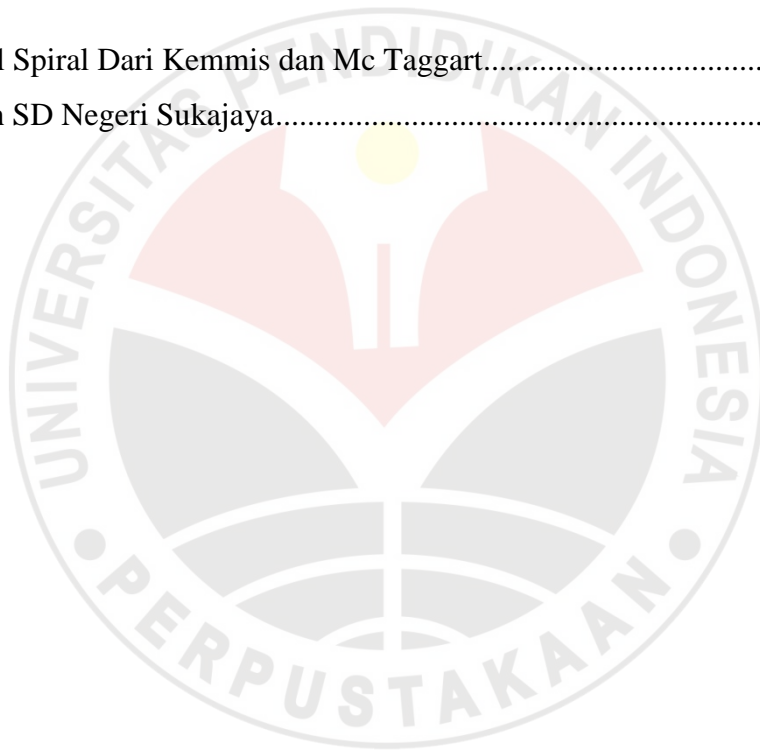 l Spiral Dari Kemmis dan Mc Taggart...................................
n SD Negeri Sukajaya.............................................................
UNIVERSITAS PENDIDIKAN INDONESIA
PERPUSTAKAAN